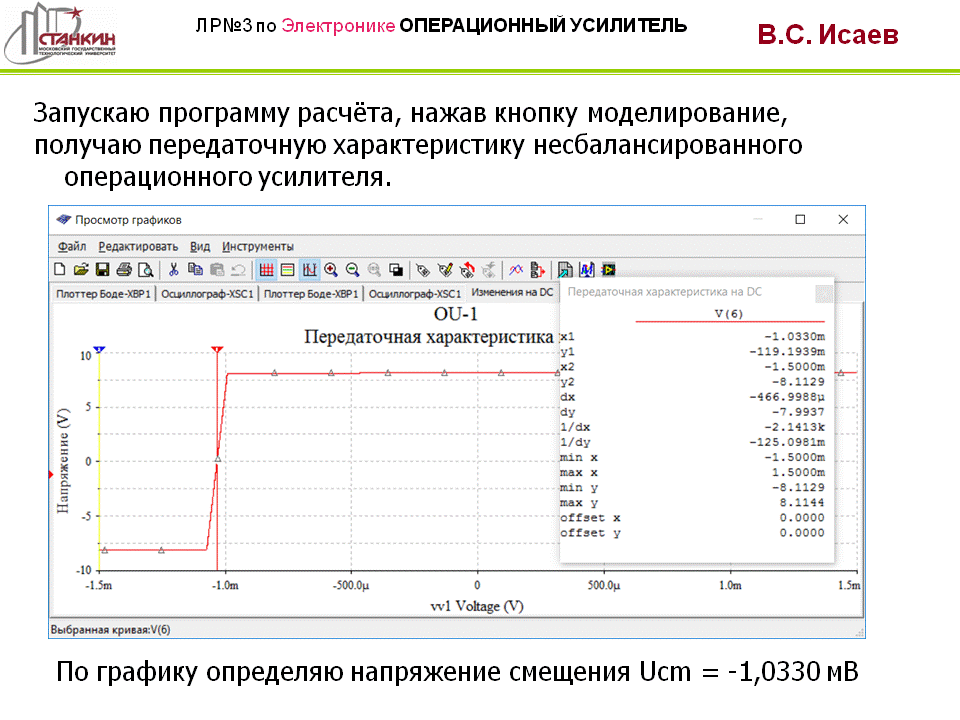 СТАНКИН
МОСКОВСКИЙ ГОСУДАРСТВЕННЫЙ
ТЕХНОЛОГИЧЕСКИЙ УНИВЕРСИТЕТ
ЛР№3 по Электронике ОПЕРАЦИОННЫЙ УСИЛИТЕЛЬ
В.С. Исаев
Запускаю программу расчёта, нажав кнопку моделирование,
получаю передаточную характеристику несбалансированного
операционного усилителя.
Просмотр графиков
Файл Редактировать Вид Инструменты
Плоттер Боде-XBP1 Осциллограф-XSC1 Плоттер Боде-XBP1 Осциллограф-XSC1 Изменения на DC
OU-1
Передаточная характеристика
Напряжение (V)
10
5
0
-5
-10
-1.5m -1.0m -500.0µ 0 500.0µ 1.0m 1.5m
vv1 Voltage (V)
Передаточная характеристика на DC
V(6)
x1 -1.0330m
y1 -119.1939m
x2 -1.5000m
y2 -8.1129
dx -466.9988µ
dy -7.9937
1/dx -2.1413k
1/dy -125.0981m
min x -1.5000m
max x 1.5000m
min y -8.1129
max y 8.1144
offset x 0.0000
offset y 0.0000
Выбранная кривая:V(6)
По графику определяю напряжение смещения Uсm = -1,0330 мВ